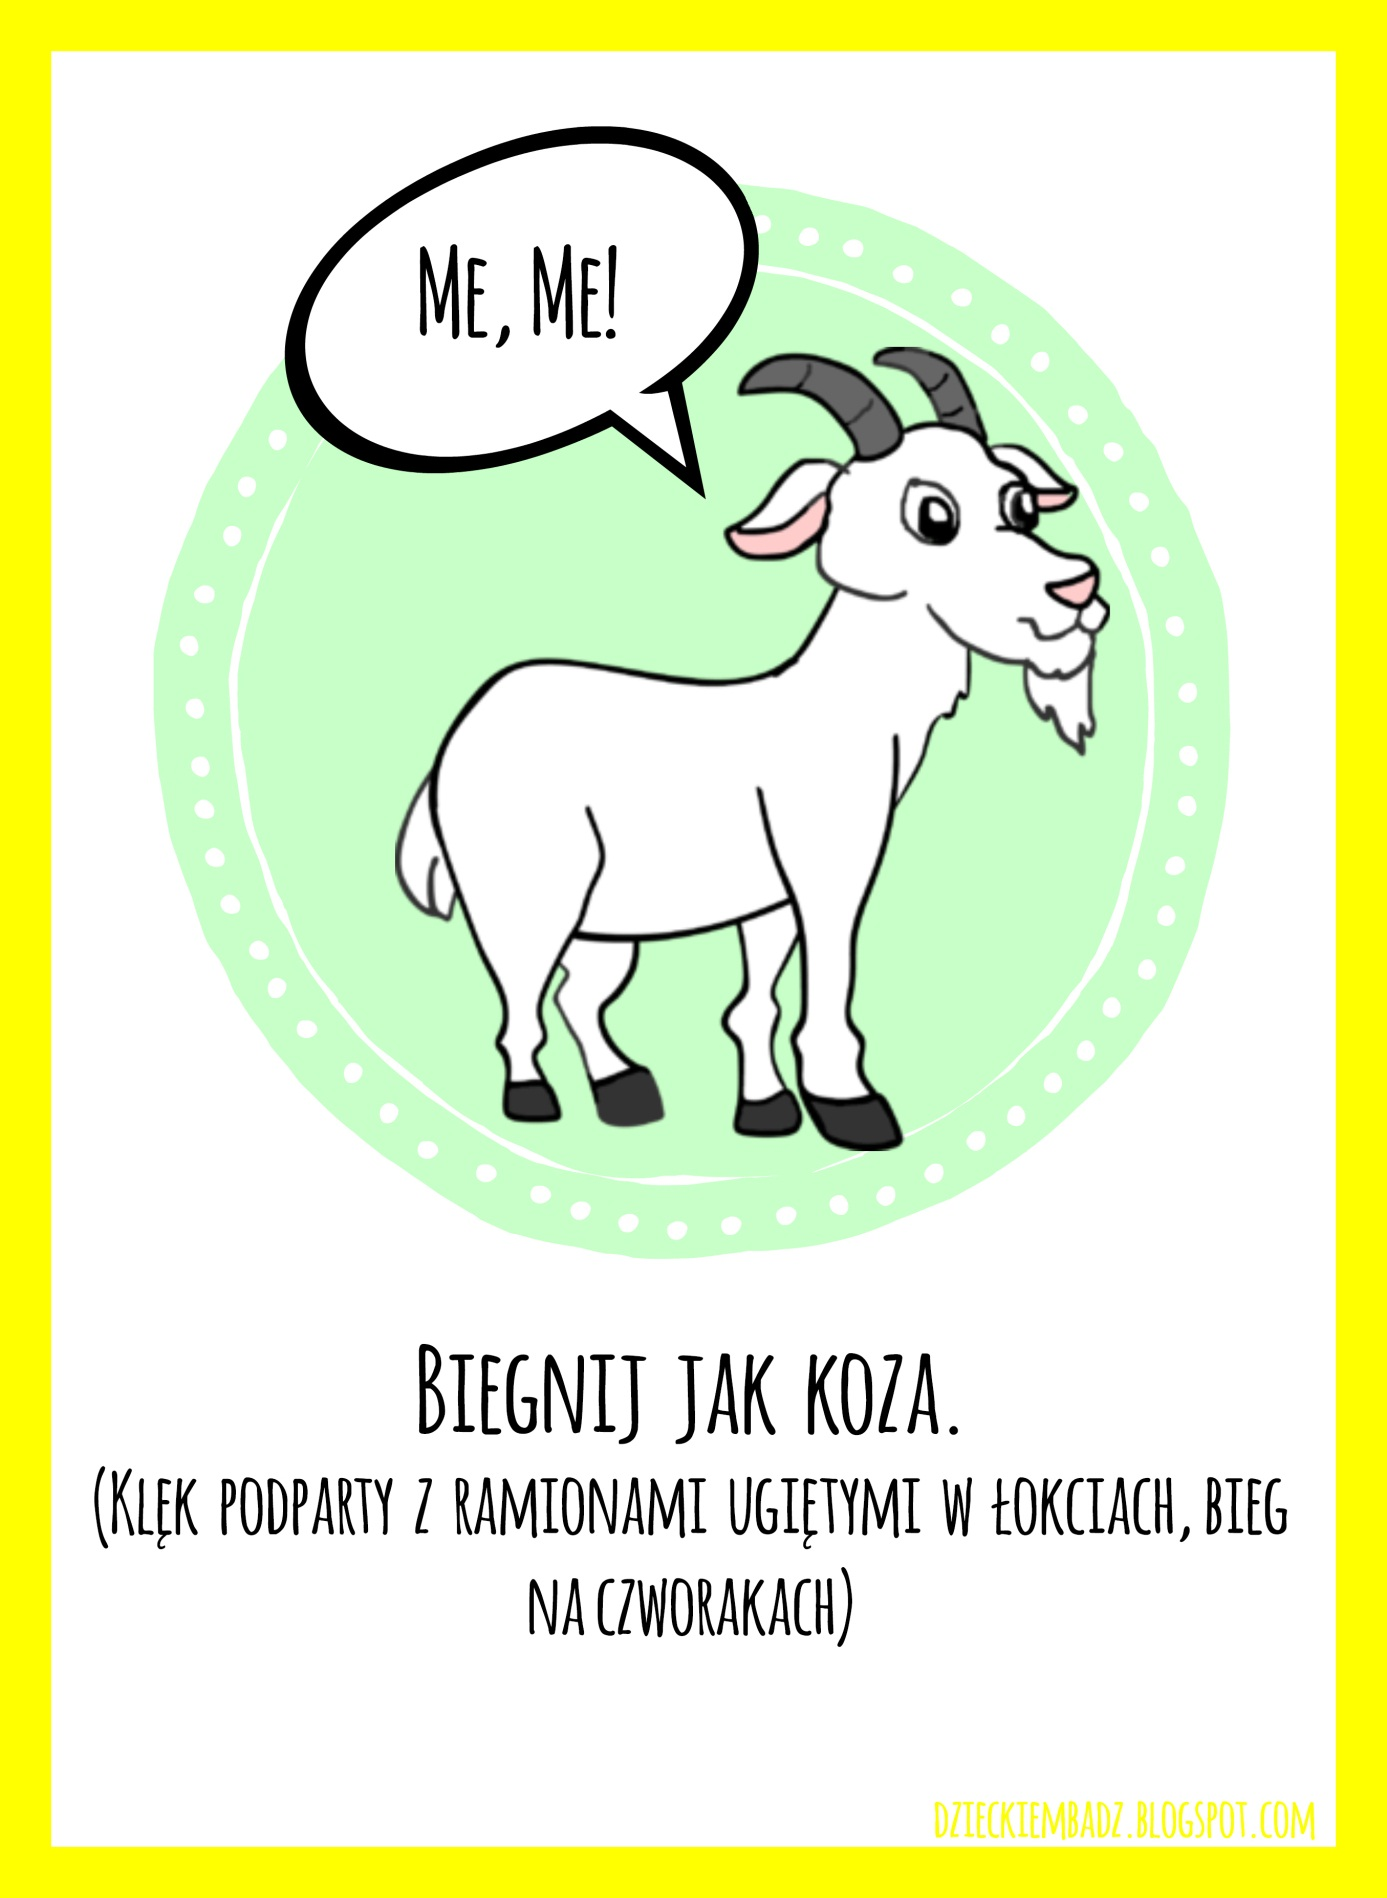 Me, Me!
Biegnij jak koza.
(Klęk podparty z ramionami ugiętymi w łokciach, bieg
na czworakach)
dzieckiembadz.blogspot.com